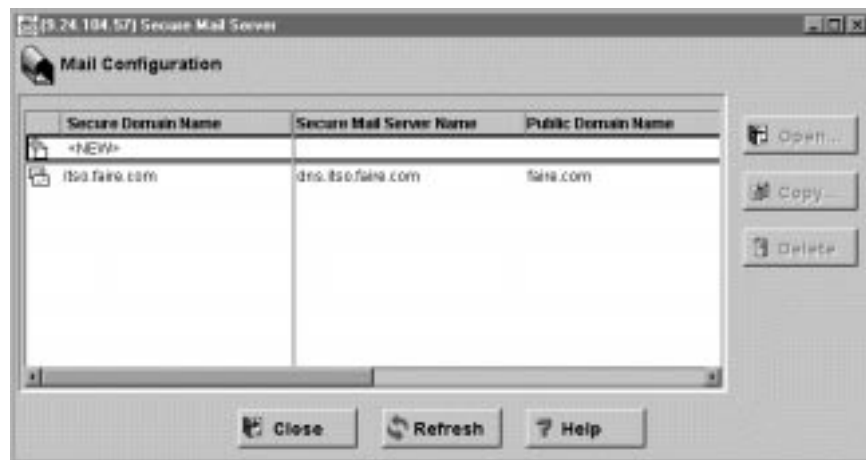 (9.24.104.57) Secure Mail Server
Mail Configuration
Secure Domain Name Secure Mail Server Name Public Domain Name
<NEW>
itso.faire.com dns.itso.faire.com faire.com
Open...
Copy...
Delete
Close Refresh Help